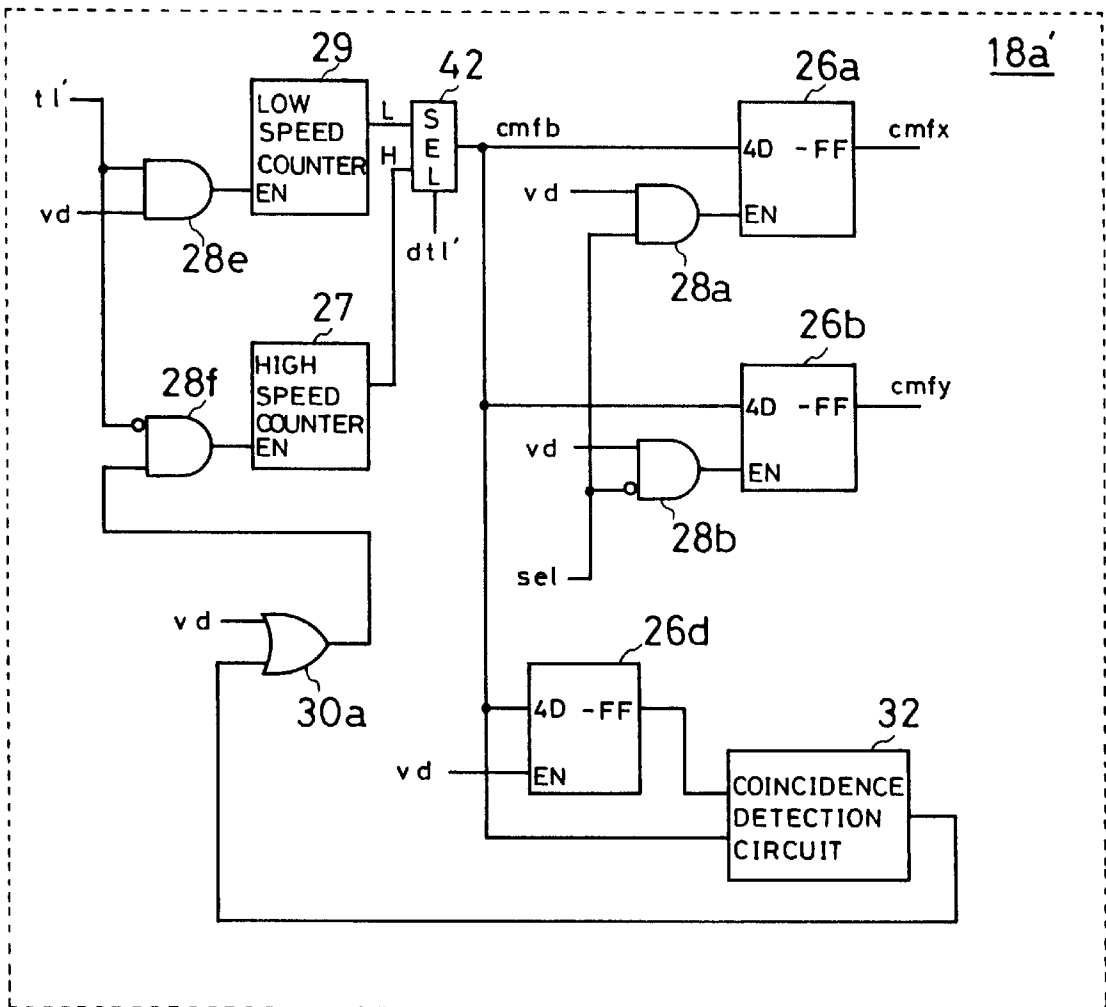 18a′
29
42
26a
tl′
LOW
SPEED
COUNTER
EN
L
H
S
E
L
cmfb
4D -FF
EN
cmfx
vd
28e
dtl′
vd
28a
27
HIGH
SPEED
COUNTER
EN
28f
26b
4D -FF
EN
cmfy
vd
28b
sel
vd
30a
26d
4D -FF
EN
vd
32
COINCIDENCE
DETECTION
CIRCUIT